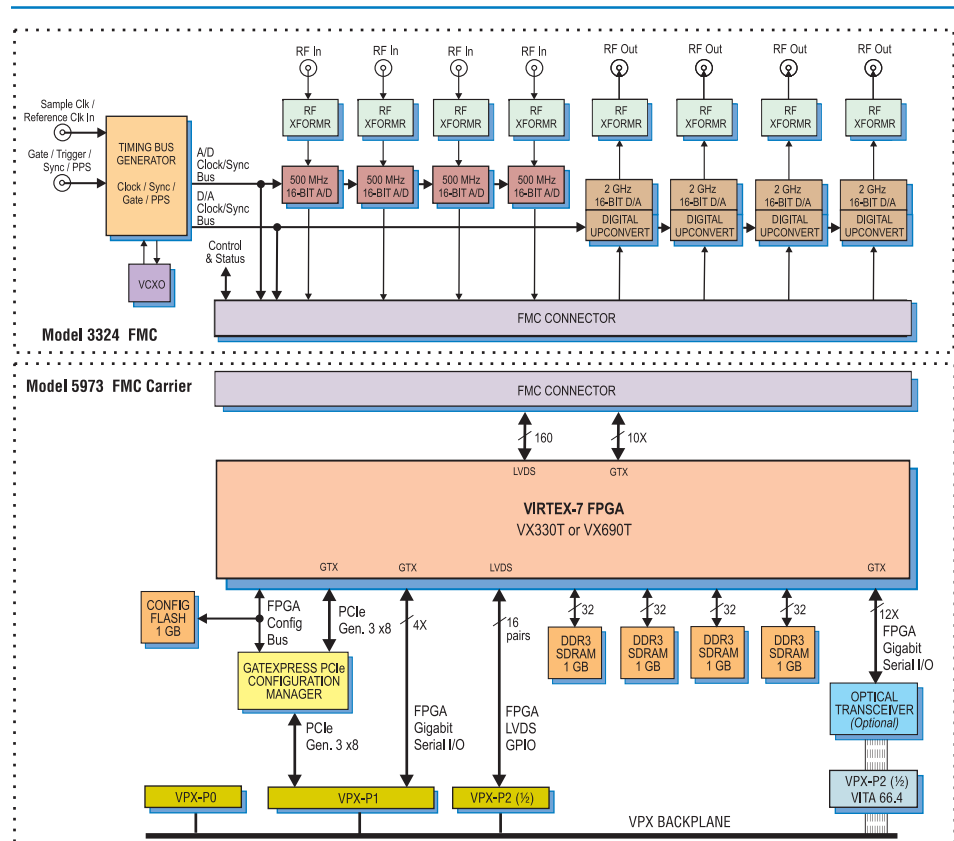 RF In
RF In
RF In
RF In
RF Out
RF Out
RF Out
RF Out
Sample Clk /
Reference Clk In
Gate / Trigger /
Sync / PPS
TIMING BUS
GENERATOR
Clock / Sync /
Gate / PPS
VCXO
A/D
Clock/Sync
Bus
D/A
Clock/Sync
Bus
Control
& Status
RF
XFORMR
RF
XFORMR
RF
XFORMR
RF
XFORMR
RF
XFORMR
RF
XFORMR
RF
XFORMR
RF
XFORMR
500 MHz
16-BIT A/D
500 MHz
16-BIT A/D
500 MHz
16-BIT A/D
500 MHz
16-BIT A/D
2 GHz
16-BIT D/A
DIGITAL
UPCONVERT
2 GHz
16-BIT D/A
DIGITAL
UPCONVERT
2 GHz
16-BIT D/A
DIGITAL
UPCONVERT
2 GHz
16-BIT D/A
DIGITAL
UPCONVERT
FMC CONNECTOR
Model 3324 FMC
Model 5973 FMC Carrier
FMC CONNECTOR
160
10X
LVDS
GTX
VIRTEX-7 FPGA
VX330T or VX690T
GTX
GTX
LVDS
GTX
CONFIG
FLASH
1 GB
FPGA
Config
Bus
PCIe
Gen. 3 x8
4X
16
pairs
32
32
32
32
12X
FPGA
Gigabit
Serial I/O
DDR3
SDRAM
1 GB
DDR3
SDRAM
1 GB
DDR3
SDRAM
1 GB
DDR3
SDRAM
1 GB
GATEXPRESS PCIe
CONFIGURATION
MANAGER
PCIe
Gen. 3 x8
FPGA
Gigabit
Serial I/O
FPGA
LVDS
GPIO
OPTICAL
TRANSCEIVER
(Optional)
VPX-P0
VPX-P1
VPX-P2 (½)
VPX-P2 (½)
VITA 66.4
VPX BACKPLANE